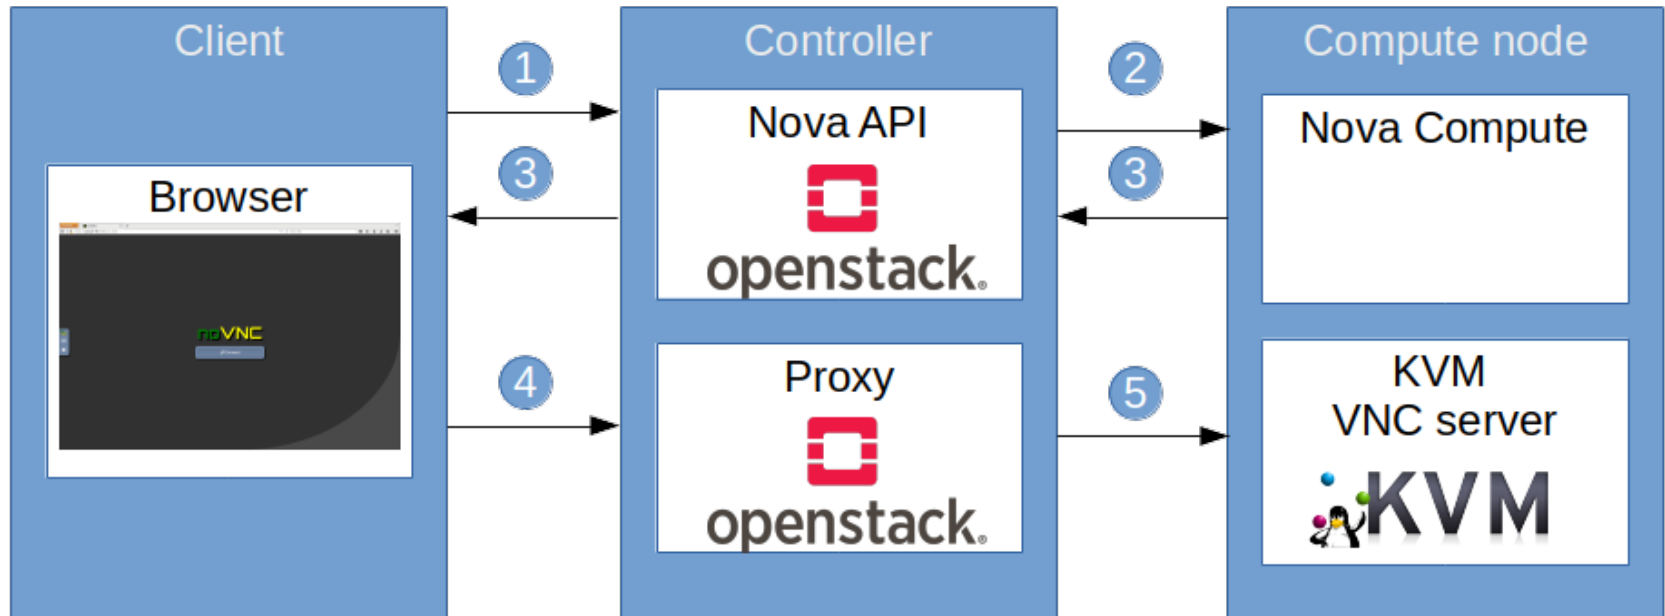 Client
Controller
Compute node
1
2
Nova API
Nova Compute
3
3
Browser
openstack.
noVNC
4
Proxy
5
KVM
VNC server
openstack.
KVM